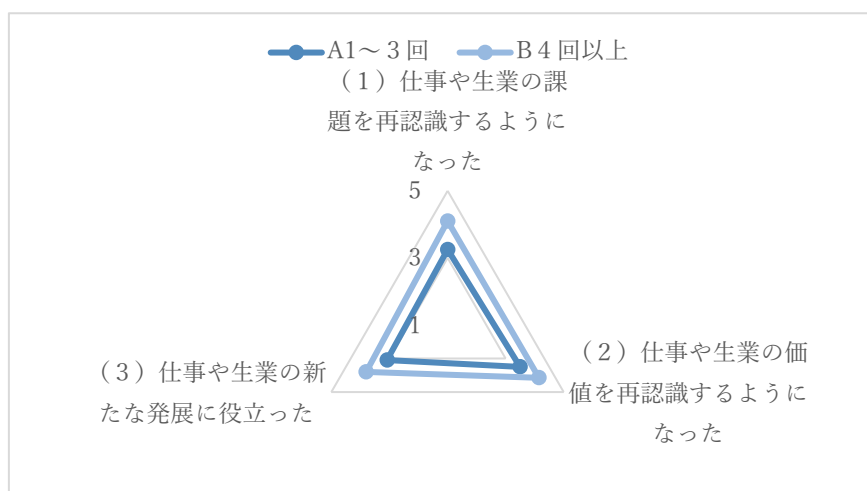 A1～３回 B４回以上
（１）仕事や生業の課
題を再認識するように
なった
5
3
1
（２）仕事や生業の価
値を再認識するように
なった
（３）仕事や生業の新
たな発展に役立った